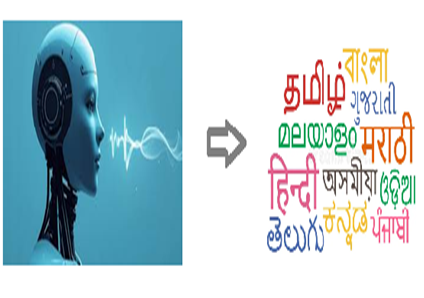 বাংলা
தமிழ் ગુજરાતી
മലയാളം मराठी
हिन्दी অসমীয়া ଓଡ଼ିଆ
తెలుగు ಕನ್ನಡ ਪੰਜਾਬੀ